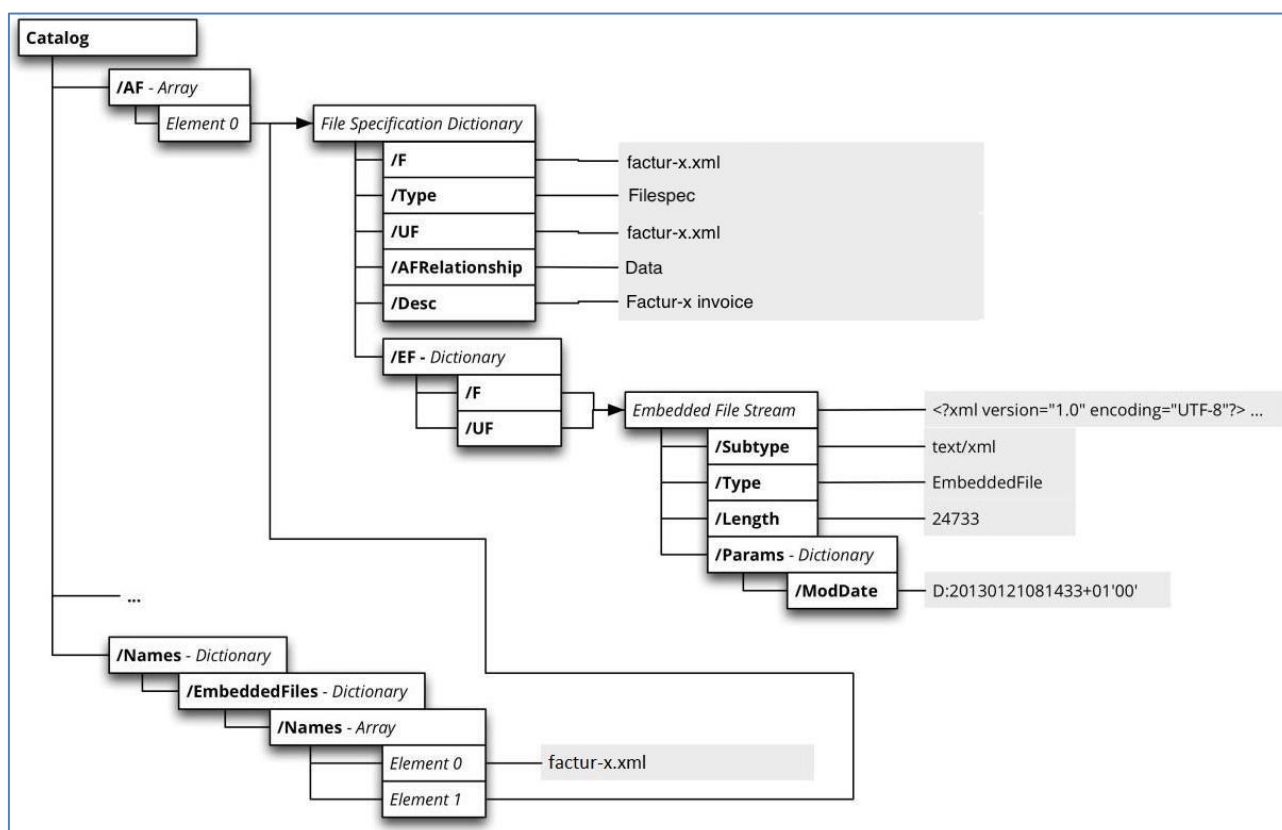 Catalog
/AF - Array
Element 0
File Specification Dictionary
/F
factur-x.xml
/Type
Filespec
/UF
factur-x.xml
/AFRelationship
Data
/Desc
Factur-x invoice
/EF - Dictionary
/F
/UF
Embedded File Stream
<?xml version="1.0" encoding="UTF-8"?> ...
/Subtype
text/xml
/Type
EmbeddedFile
/Length
24733
/Params - Dictionary
/ModDate
D:20130121081433+01'00'
...
/Names - Dictionary
/EmbeddedFiles - Dictionary
/Names - Array
Element 0
factur-x.xml
Element 1